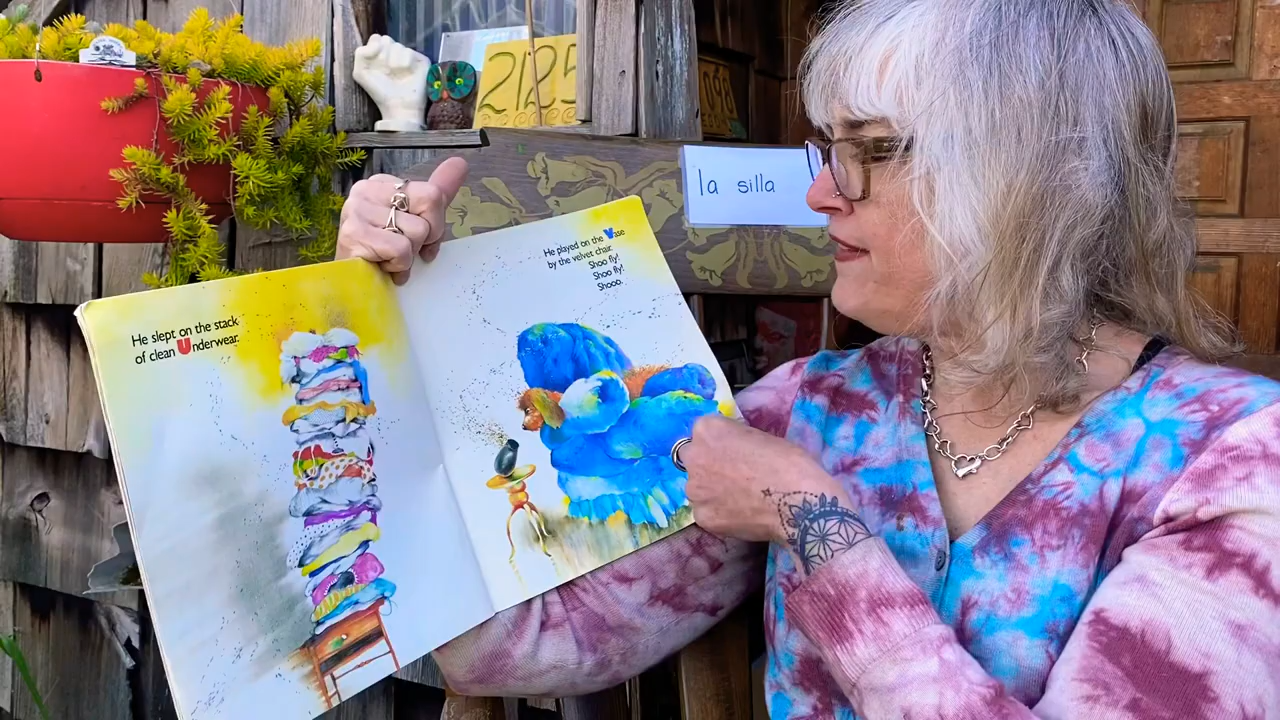 2125
1098
la silla
He slept on the stack
of clean Underwear.
He played on the Vase
by the velvet chair.
Shoo fly!
Shoo fly!
Shooo.